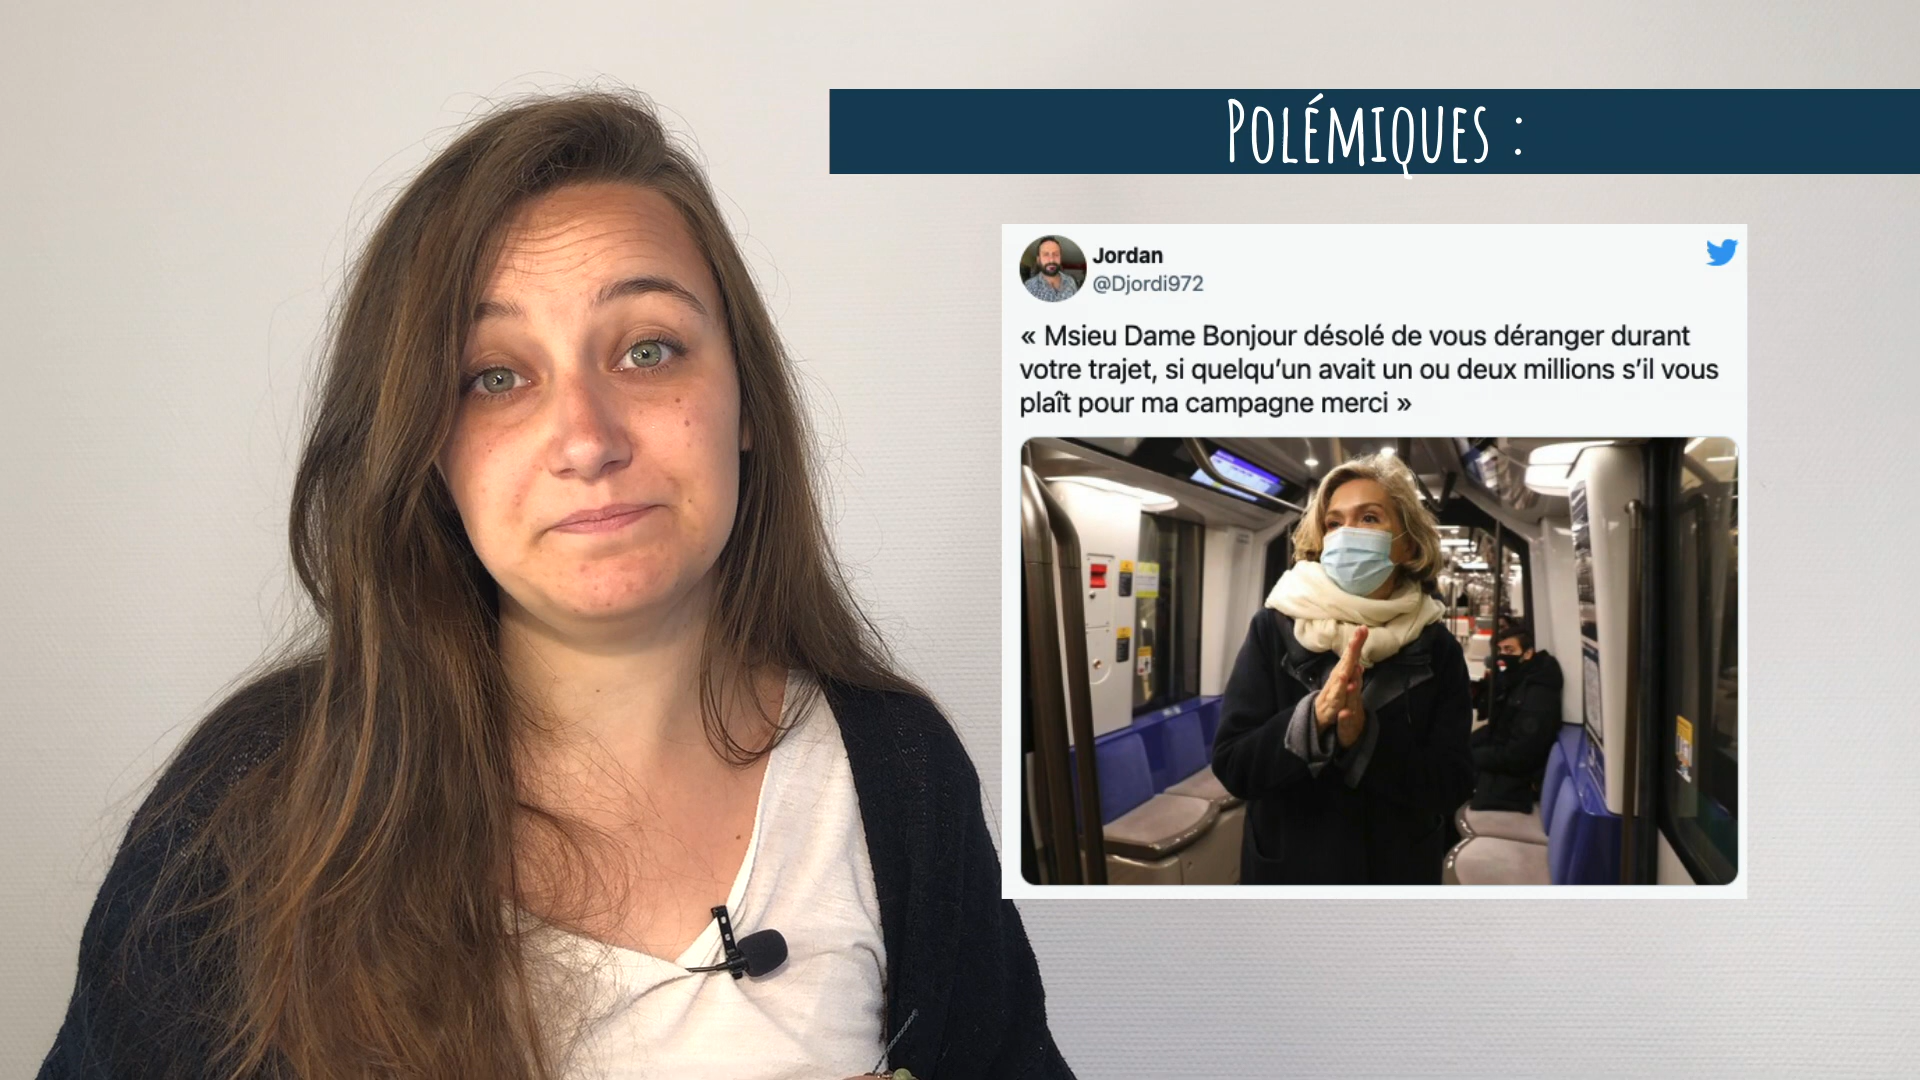 Polémiques :
Jordan
@Djordi972
« Msieu Dame Bonjour désolé de vous déranger durant
votre trajet, si quelqu’un avait un ou deux millions s’il vous
plaît pour ma campagne merci »